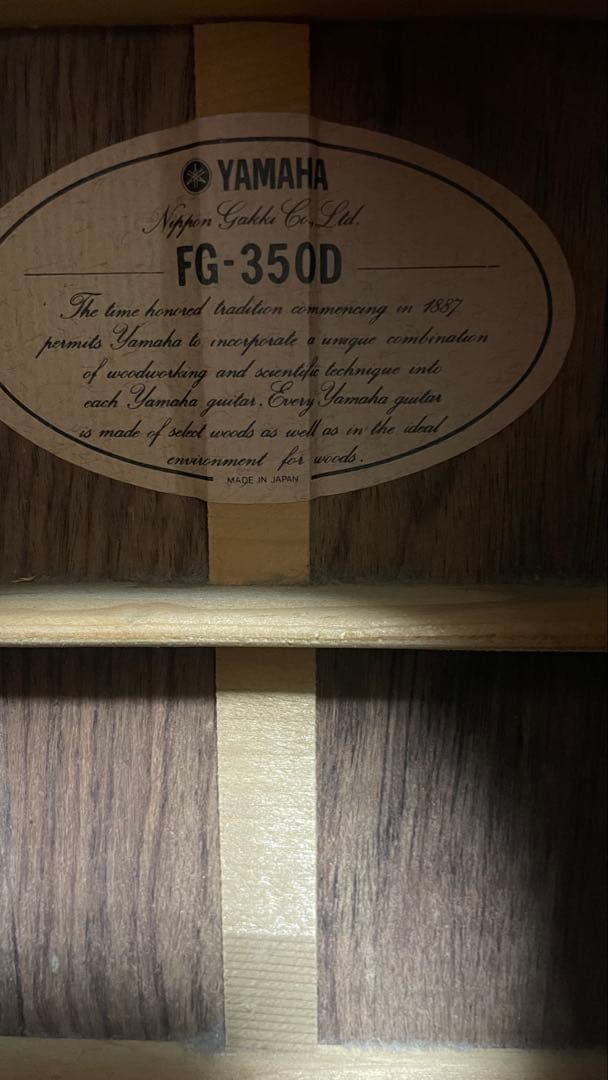 YAMAHA
Nippon Gakki Co., Ltd.
FG-350D
The time honored tradition commencing in 1887
permits Yamaha to incorporate a unique combination
of woodworking and scientific technique into
each Yamaha guitar. Every Yamaha guitar
is made of select woods as well as in the ideal
environment for woods.
MADE IN JAPAN